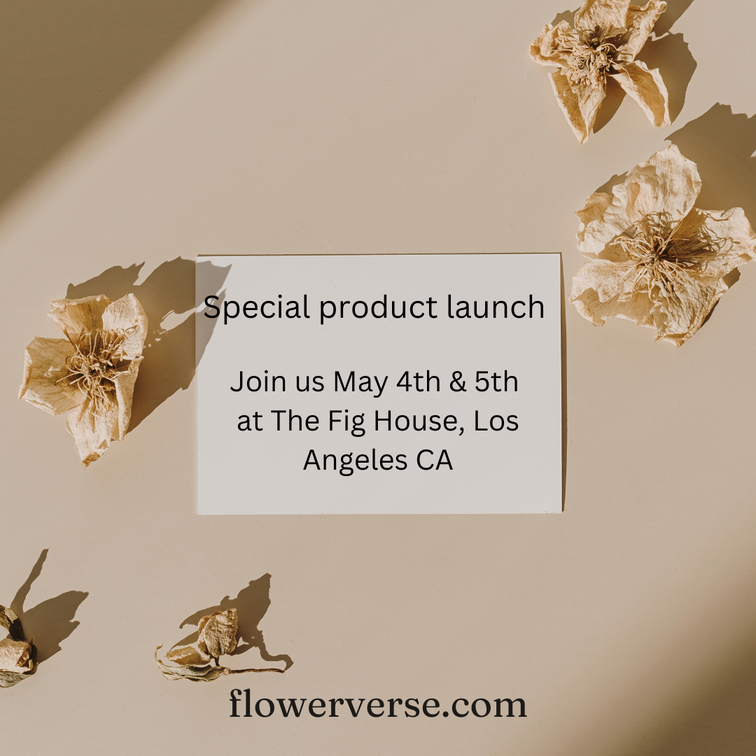 Special product launch
Join us May 4th & 5th
at The Fig House, Los
Angeles CA
flowerverse.com